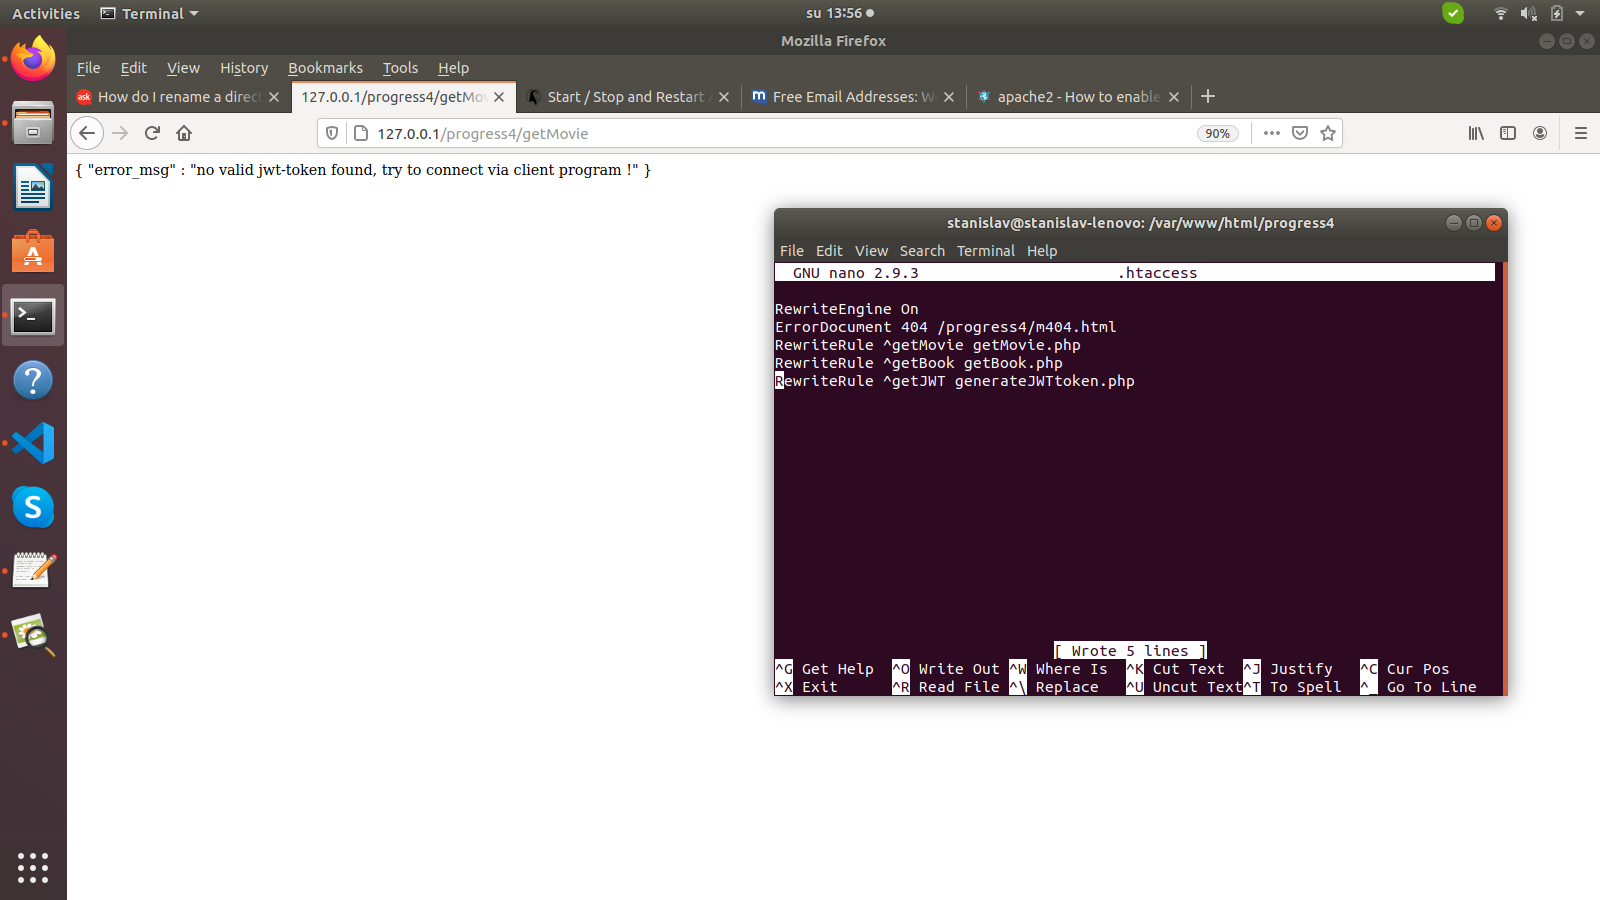 Activities Terminal su 13:56
Mozilla Firefox
File Edit View History Bookmarks Tools Help
ask How do I rename a direct 127.0.0.1/progress4/getMov Start / Stop and Restart A m Free Email Addresses: We apache2 - How to enable
127.0.0.1/progress4/getMovie 90%
{ "error_msg" : "no valid jwt-token found, try to connect via client program !" }
stanislav@stanislav-lenovo: /var/www/html/progress4
File Edit View Search Terminal Help
GNU nano 2.9.3 .htaccess
RewriteEngine On
ErrorDocument 404 /progress4/m404.html
RewriteRule ^getMovie getMovie.php
RewriteRule ^getBook getBook.php
RewriteRule ^getJWT generateJWTtoken.php
[ Wrote 5 lines ]
^G Get Help ^O Write Out ^W Where Is ^K Cut Text ^J Justify ^C Cur Pos
^X Exit ^R Read File ^\ Replace ^U Uncut Text ^T To Spell ^_ Go To Line